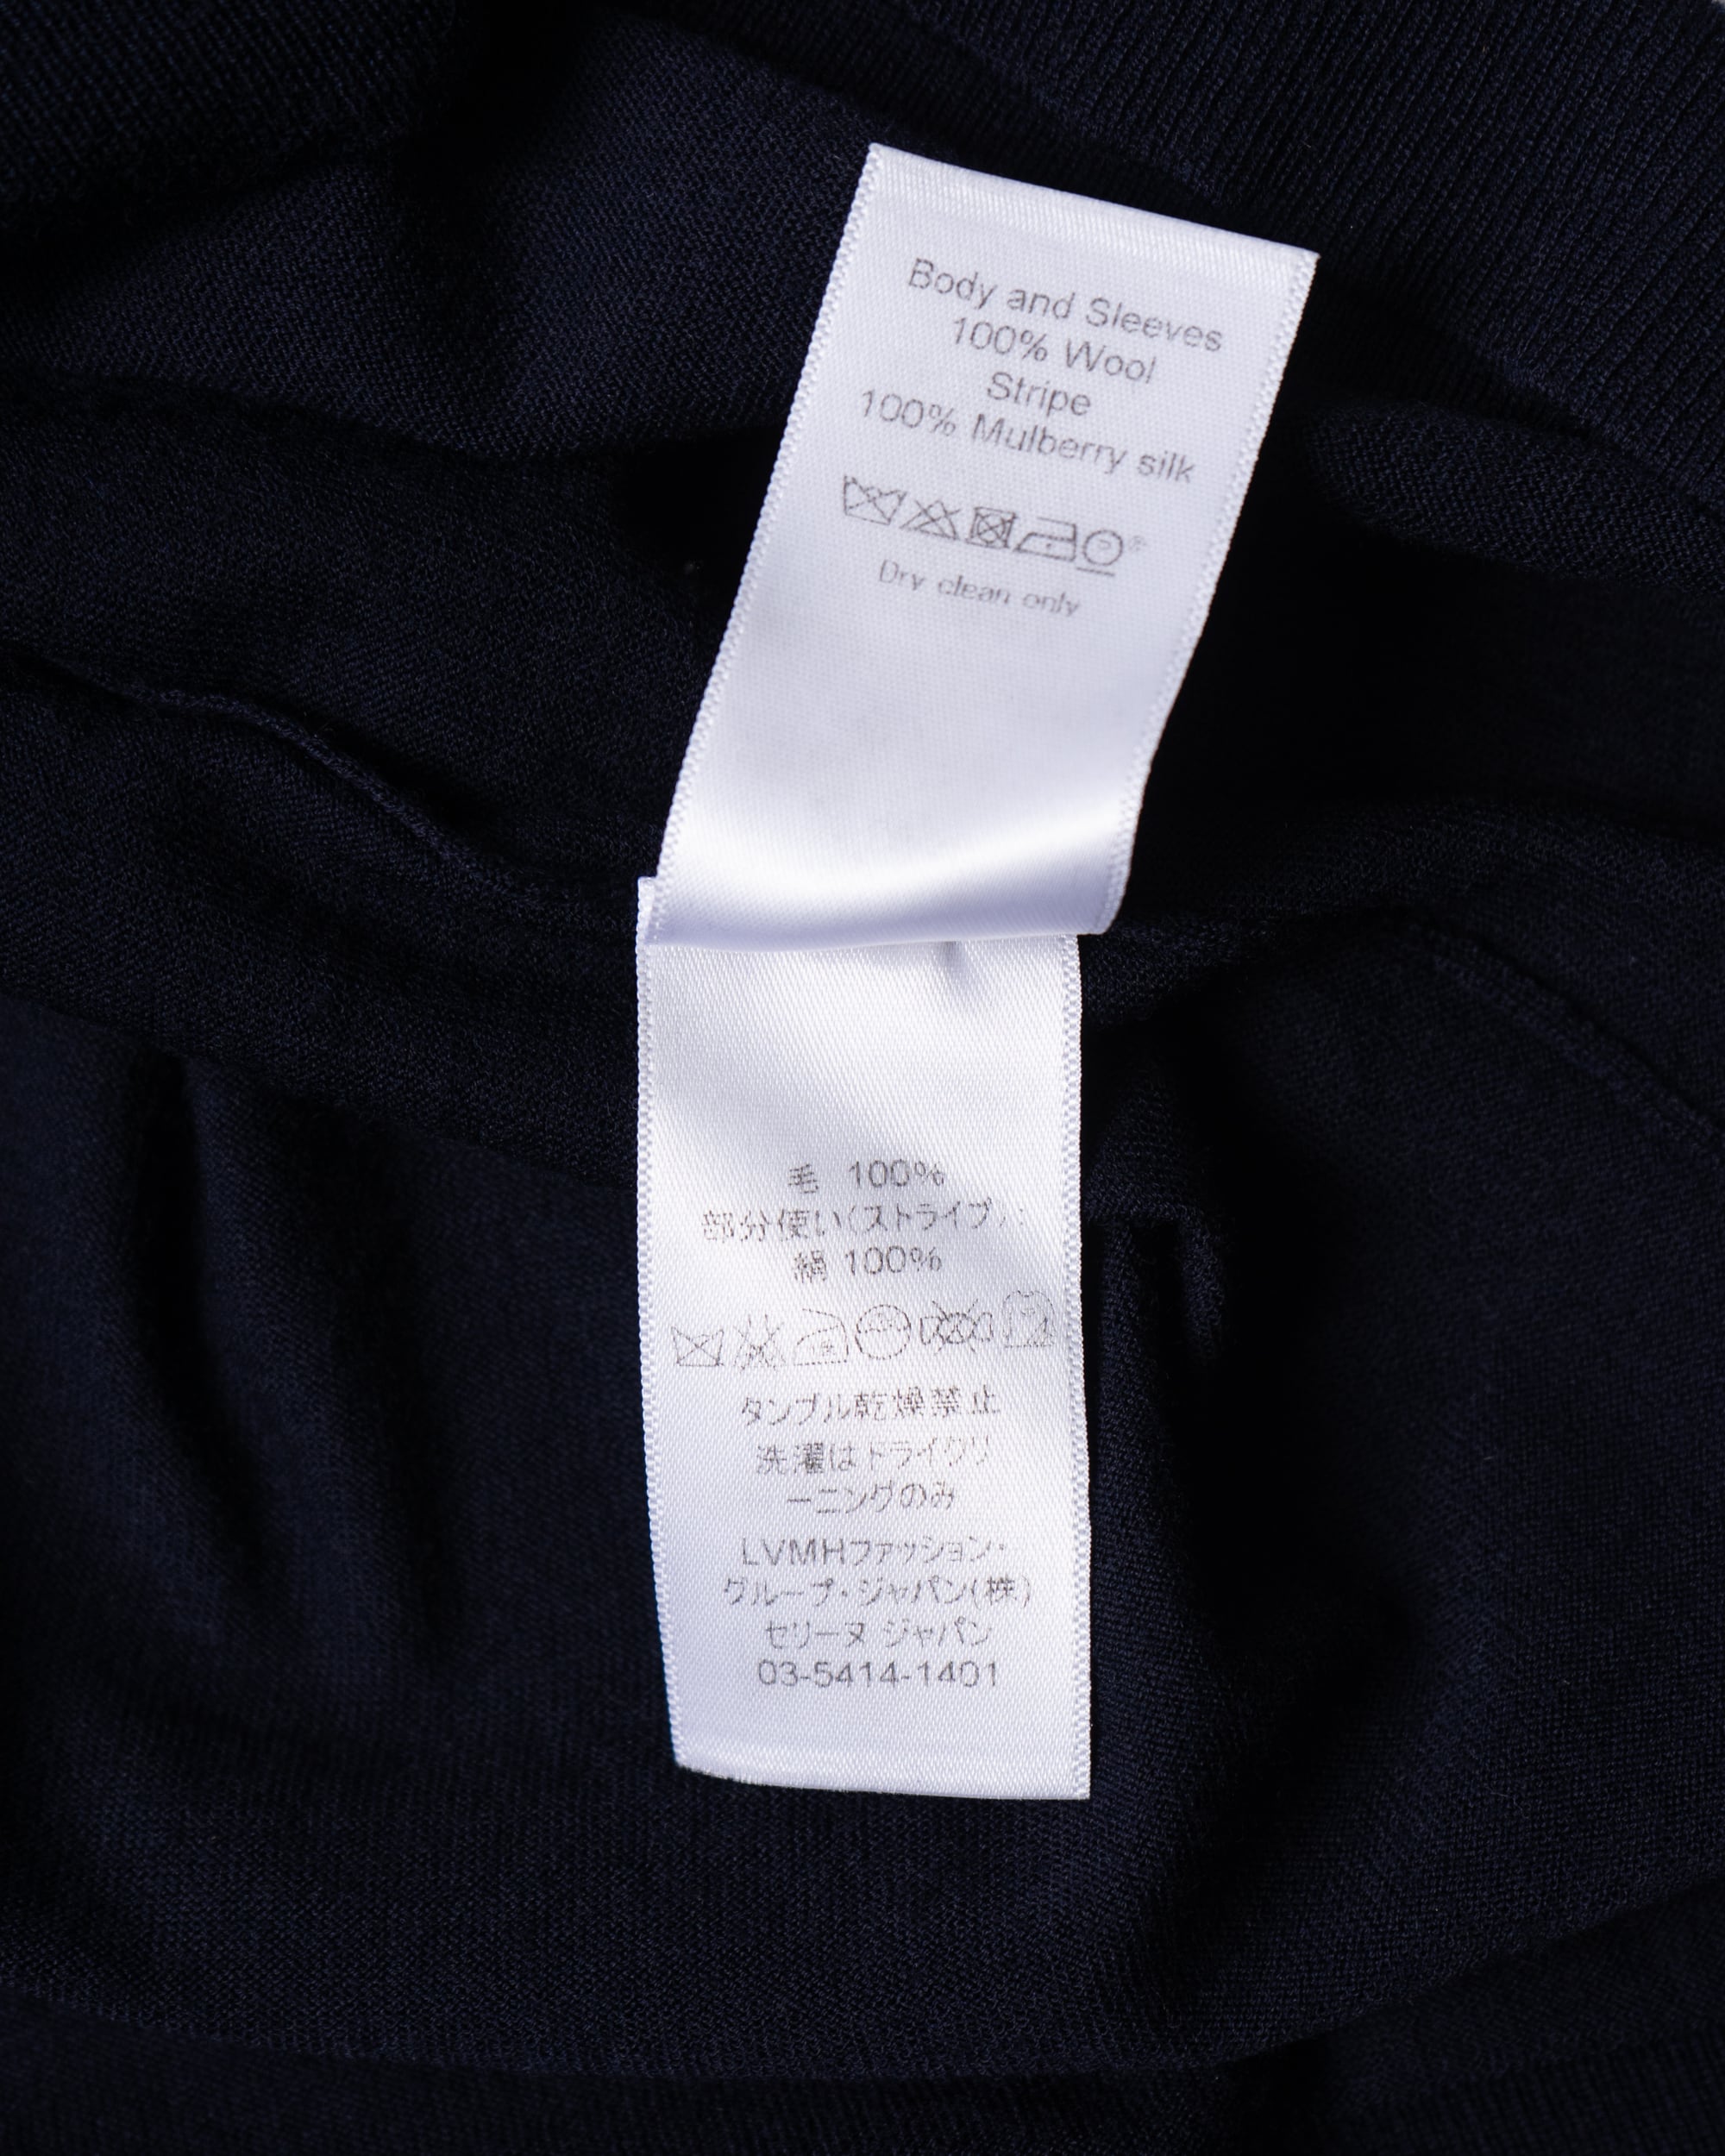 Body and Sleeves
100% Wool
Stripe
100% Mulberry silk
Dry clean only
毛 100%
部分使い(ストライプ):
絹 100%
タンブル乾燥禁止
洗濯はドライクリ
ーニングのみ
LVMHファッション・
グループ・ジャパン(株)
セリーヌ ジャパン
03-5414-1401